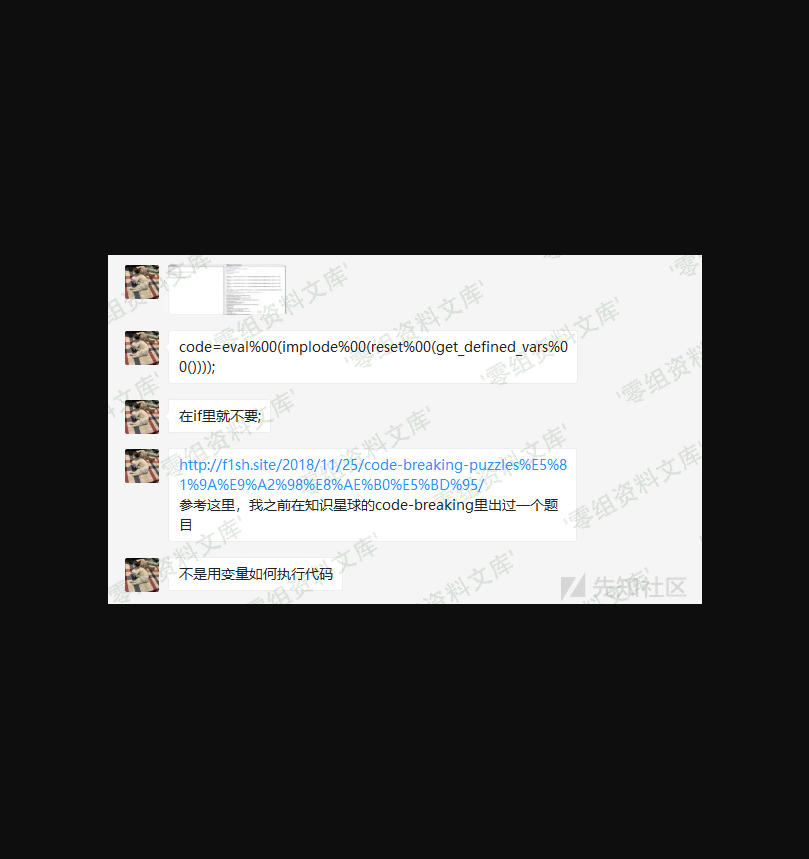 code=eval%00(implode%00(reset%00(get_defined_vars%0
0())));
在if里就不要;
http://f1sh.site/2018/11/25/code-breaking-puzzles%E5%8
1%9A%E9%A2%98%E8%AE%B0%E5%BD%95/
参考这里，我之前在知识星球的code-breaking里出过一个题
目
不是用变量如何执行代码
先知社区
'零组资料文库'